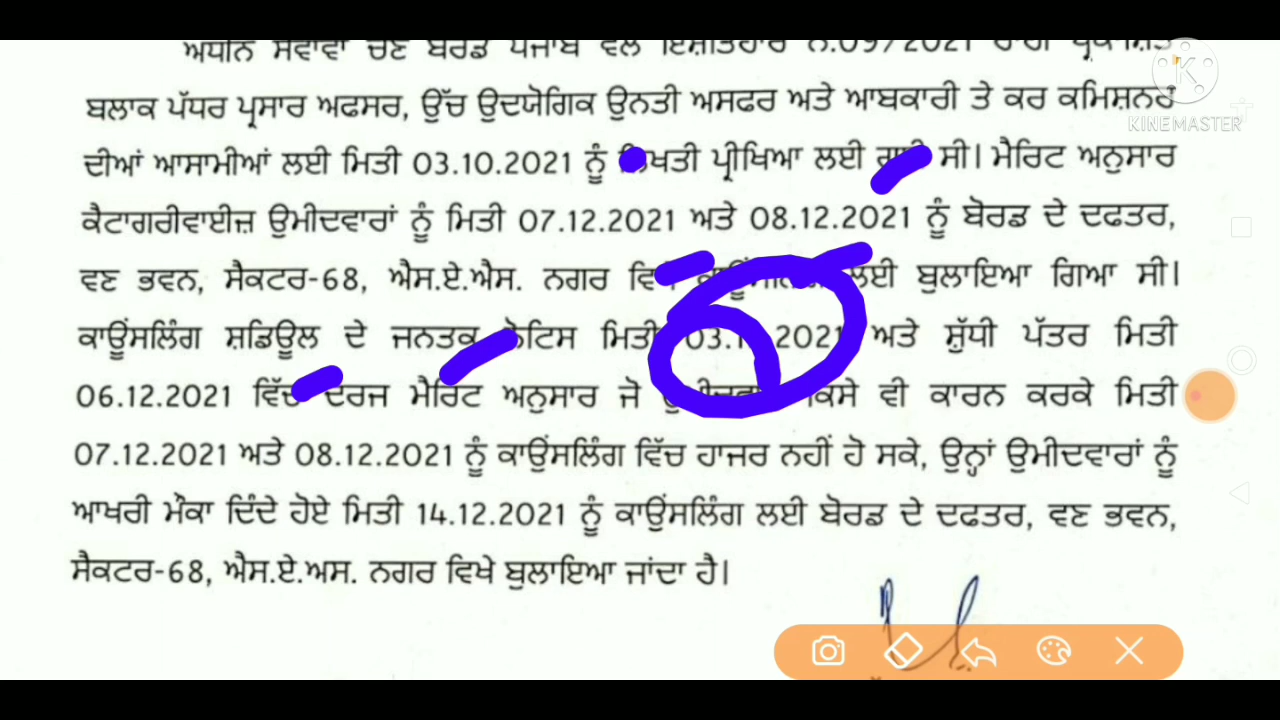 ਬਲਾਕ ਪੱਧਰ ਪ੍ਰਸਾਰ ਅਫਸਰ, ਉੱਚ ਉਦਯੋਗਿਕ ਉਨਤੀ ਅਸਫਰ ਅਤੇ ਆਬਕਾਰੀ ਤੇ ਕਰ ਕਮਿਸ਼ਨਰ
KINEMASTER
ਦੀਆਂ ਆਸਾਮੀਆਂ ਲਈ ਮਿਤੀ 03.10.2021 ਨੂੰ ਪ੍ਰੀਖਿਆ ਲਈ ਸੀ। ਮੈਰਿਟ ਅਨੁਸਾਰ
ਕੈਟਾਗਰੀਵਾਈਜ਼ ਉਮੀਦਵਾਰਾਂ ਨੂੰ ਮਿਤੀ 07.12.2021 ਅਤੇ 08.12.2021 ਨੂੰ ਬੋਰਡ ਦੇ ਦਫਤਰ,
ਵਣ ਭਵਨ, ਸੈਕਟਰ-68, ਐਸ.ਏ.ਐਸ. ਨਗਰ ਲਈ ਬੁਲਾਇਆ ਗਿਆ ਸੀ।
ਕਾਊਂਸਲਿੰਗ ਸ਼ਡਿਊਲ ਦੇ ਜਨਤਕ ਮਿਤੀ ਅਤੇ ਸ਼ੁੱਧੀ ਪੱਤਰ ਮਿਤੀ
06.12.2021 ਵਿੱਚ ਦਰਜ ਮੈਰਿਟ ਅਨੁਸਾਰ ਜੋ ਕਿਸੇ ਵੀ ਕਾਰਨ ਕਰਕੇ ਮਿਤੀ
07.12.2021 ਅਤੇ 08.12.2021 ਨੂੰ ਕਾਉਂਸਲਿੰਗ ਵਿੱਚ ਹਾਜਰ ਨਹੀਂ ਹੋ ਸਕੇ, ਉਨ੍ਹਾਂ ਉਮੀਦਵਾਰਾਂ ਨੂੰ
ਆਖਰੀ ਮੌਕਾ ਦਿੰਦੇ ਹੋਏ ਮਿਤੀ 14.12.2021 ਨੂੰ ਕਾਉਂਸਲਿੰਗ ਲਈ ਬੋਰਡ ਦੇ ਦਫਤਰ, ਵਣ ਭਵਨ,
ਸੈਕਟਰ-68, ਐਸ.ਏ.ਅਸ. ਨਗਰ ਵਿਖੇ ਬੁਲਾਇਆ ਜਾਂਦਾ ਹੈ।